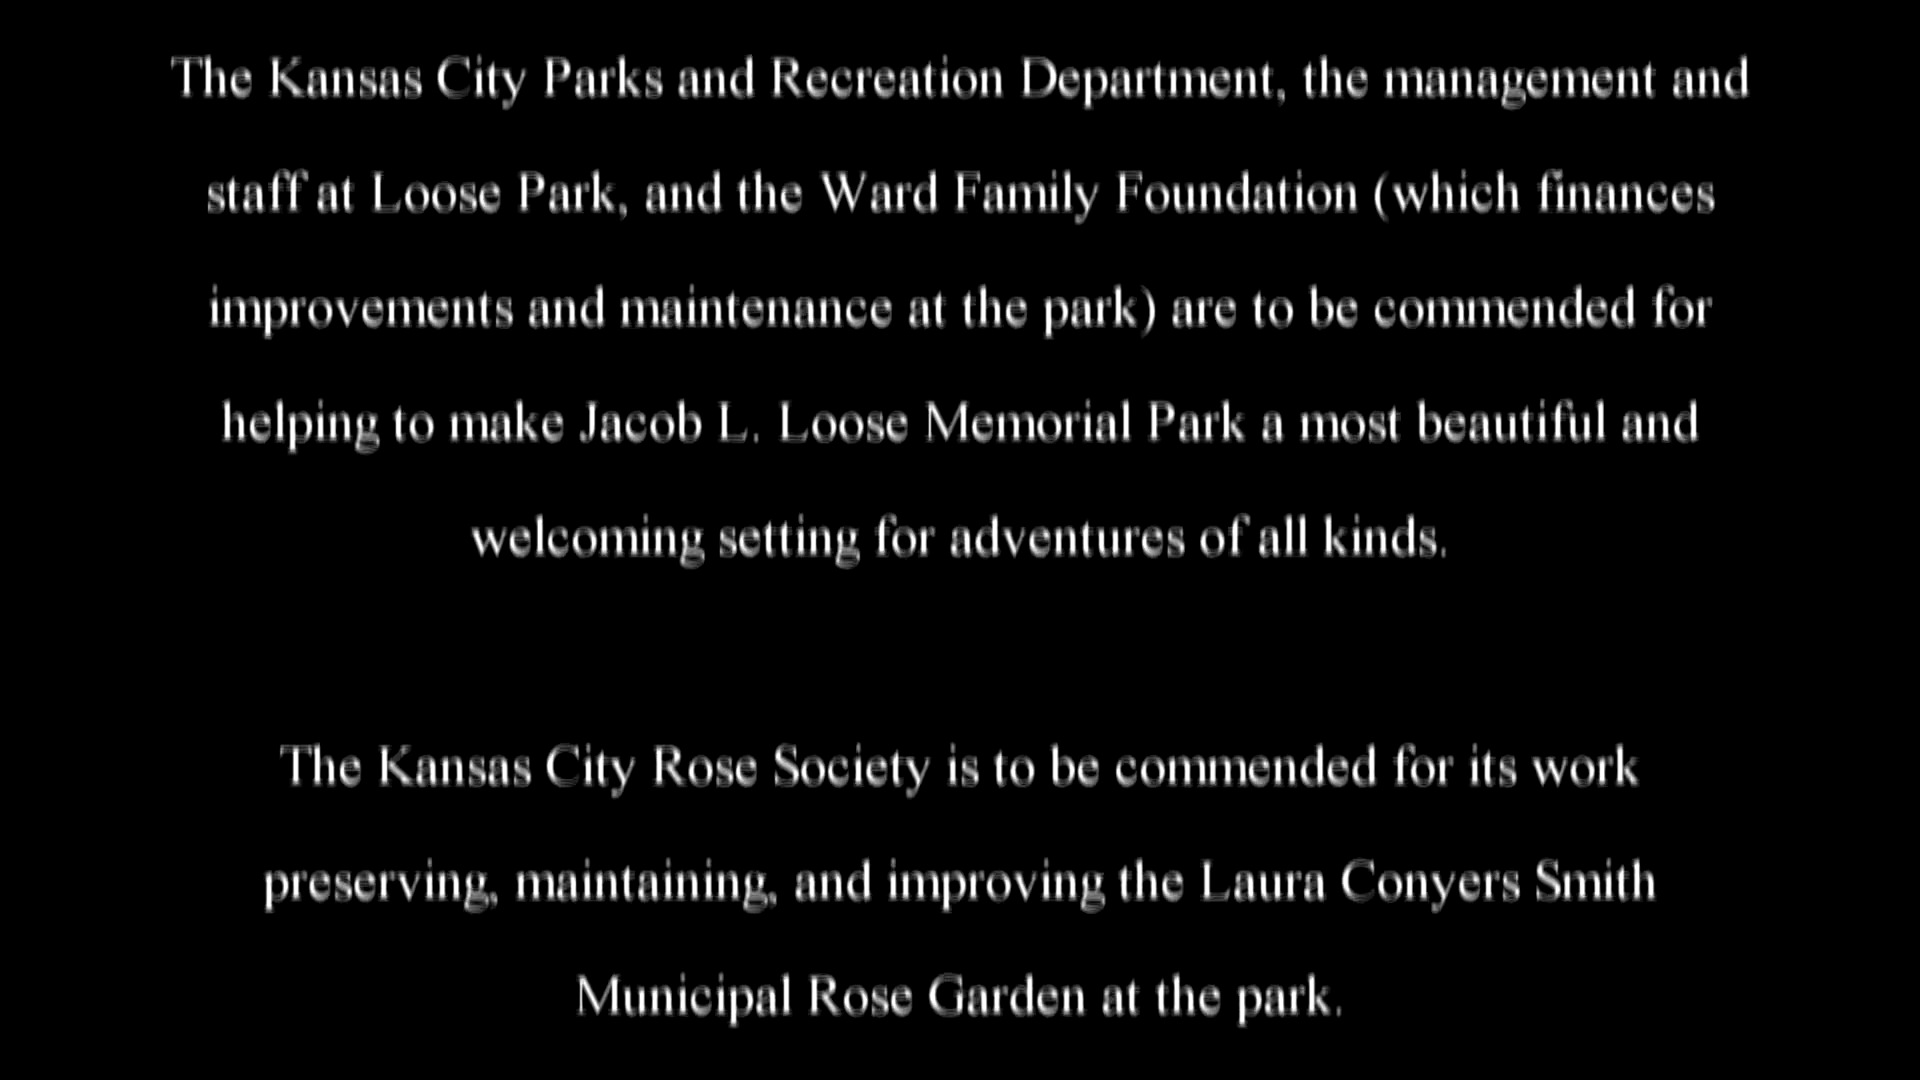 The Kansas City Parks and Recreation Department, the management and
staff at Loose Park, and the Ward Family Foundation (which finances
improvements and maintenance at the park) are to be commended for
helping to make Jacob L. Loose Memorial Park a most beautiful and
welcoming setting for adventures of all kinds.
The Kansas City Rose Society is to be commended for its work
preserving, maintaining, and improving the Laura Conyers Smith
Municipal Rose Garden at the park.